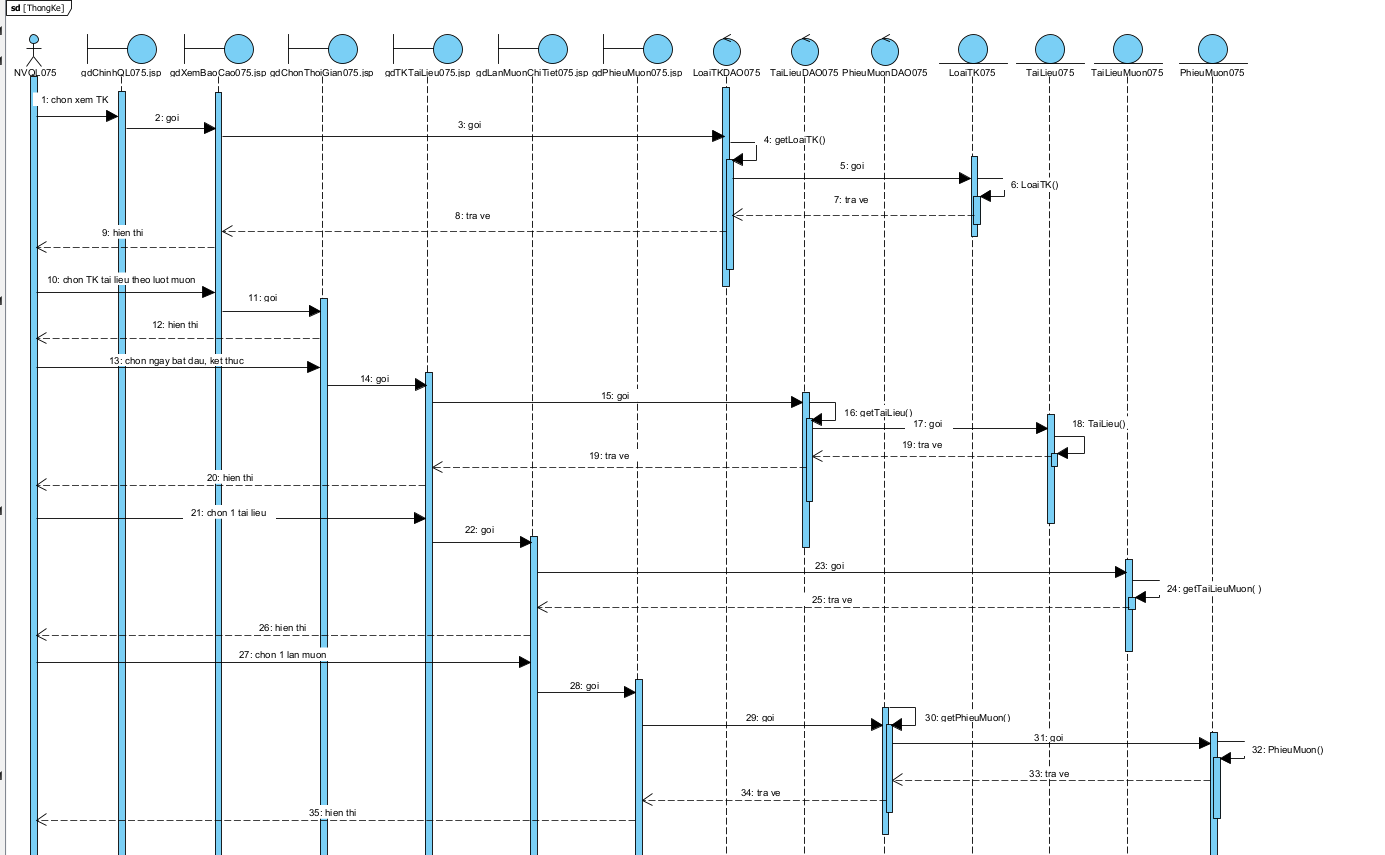 sd [ThongKe]
NVQL075
gdChinhQL075.jsp
gdXemBaoCao075.jsp
gdChonThoiGian075.jsp
gdTKTaiLieu075.jsp
gdLanMuonChiTiet075.jsp
gdPhieuMuon075.jsp
LoaiTKDAO075
TaiLieuDAO075
PhieuMuonDAO075
LoaiTK075
TaiLieu075
TaiLieuMuon075
PhieuMuon075
1: chon xem TK
2: goi
3: goi
4: getLoaiTK()
5: goi
6: LoaiTK()
7: tra ve
8: tra ve
9: hien thi
10: chon TK tai lieu theo luot muon
11: goi
12: hien thi
13: chon ngay bat dau, ket thuc
14: goi
15: goi
16: getTaiLieu()
17: goi
18: TaiLieu()
19: tra ve
19: tra ve
20: hien thi
21: chon 1 tai lieu
22: goi
23: goi
24: getTaiLieuMuon( )
25: tra ve
26: hien thi
27: chon 1 lan muon
28: goi
29: goi
30: getPhieuMuon()
31: goi
32: PhieuMuon()
33: tra ve
34: tra ve
35: hien thi